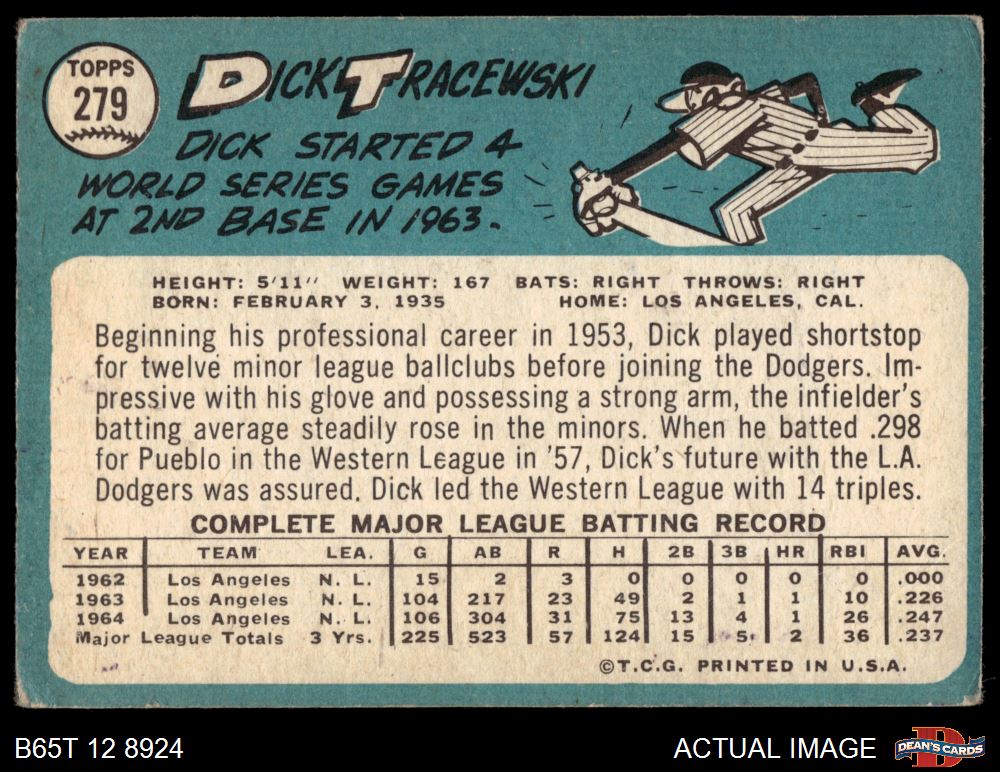 TOPPS
279
DICK TRACEWSKI
DICK STARTED 4
WORLD SERIES GAMES
AT 2ND BASE IN 1963.
HEIGHT: 5'11" WEIGHT: 167 BATS: RIGHT THROWS: RIGHT
BORN: FEBRUARY 3, 1935 HOME: LOS ANGELES, CAL.
Beginning his professional career in 1953, Dick played shortstop
for twelve minor league ballclubs before joining the Dodgers. Im-
pressive with his glove and possessing a strong arm, the infielder's
batting average steadily rose in the minors. When he batted .298
for Pueblo in the Western League in '57, Dick's future with the L.A.
Dodgers was assured. Dick led the Western League with 14 triples.
COMPLETE MAJOR LEAGUE BATTING RECORD
YEAR TEAM LEA. G AB R H 2B 3B HR RBI AVG.
1962 Los Angeles N. L. 15 2 3 0 0 0 0 0 .000
1963 Los Angeles N. L. 104 217 23 49 2 1 1 10 .226
1964 Los Angeles N. L. 106 304 31 75 13 4 1 26 .247
Major League Totals 3 Yrs. 225 523 57 124 15 5 2 36 .237
©T.C.G. PRINTED IN U.S.A.
B65T 12 8924
ACTUAL IMAGE
D
DEAN'S CARDS